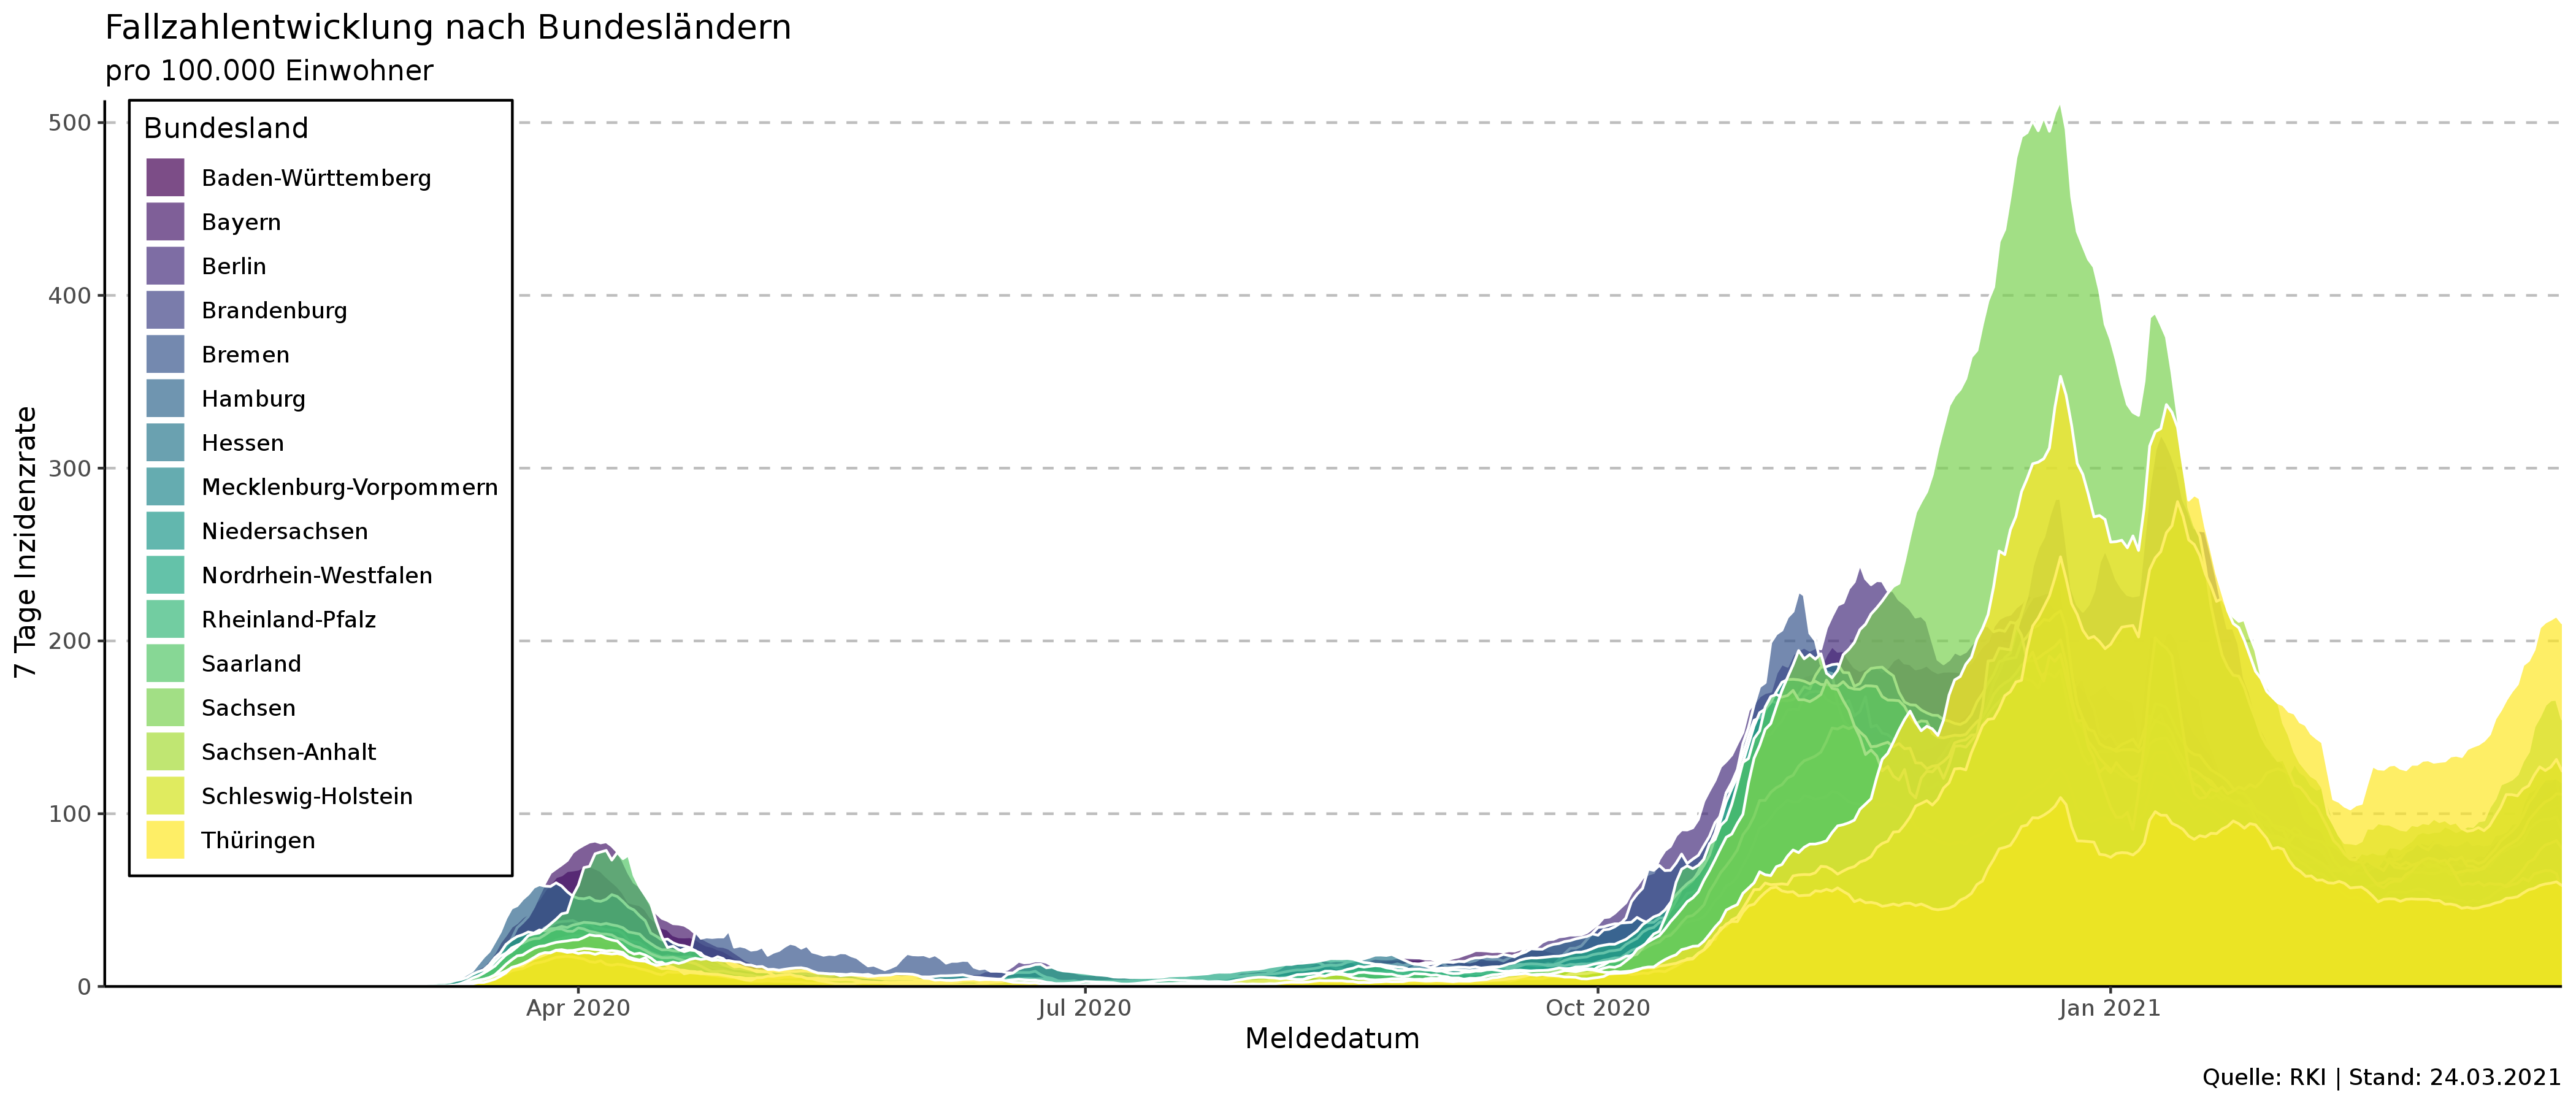 Fallzahlentwicklung nach Bundesländern
pro 100.000 Einwohner
7 Tage Inzidenzrate
500
400
300
200
100
0
Bundesland
Baden-Württemberg
Bayern
Berlin
Brandenburg
Bremen
Hamburg
Hessen
Mecklenburg-Vorpommern
Niedersachsen
Nordrhein-Westfalen
Rheinland-Pfalz
Saarland
Sachsen
Sachsen-Anhalt
Schleswig-Holstein
Thüringen
Apr 2020 Jul 2020 Oct 2020 Jan 2021
Meldedatum
Quelle: RKI | Stand: 24.03.2021